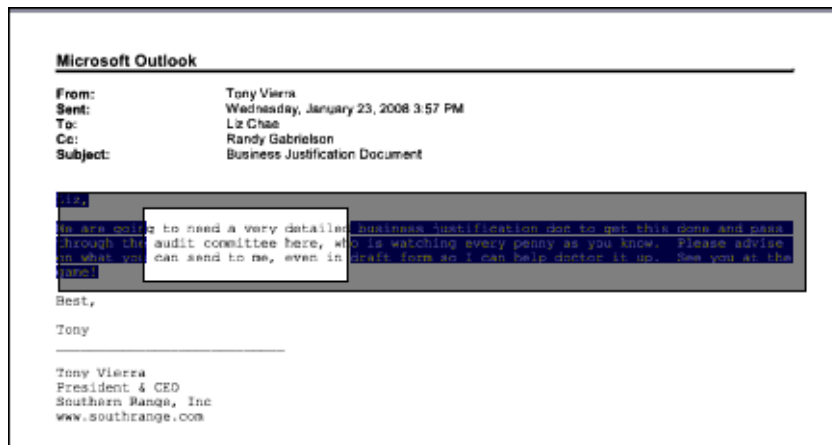 Microsoft Outlook
From: Tony Vierra
Sent: Wednesday, January 23, 2008 3:57 PM
To: Liz Chae
Cc: Randy Gabrielson
Subject: Business Justification Document
Liz,
We are going to need a very detailed business justification doc to get this done and pass
through the audit committee here, who is watching every penny as you know. Please advise
on what you can send to me, even in draft form so I can help doctor it up. See you at the
game!
Best,
Tony
Tony Vierra
President & CEO
Southern Range, Inc
www.southrange.com